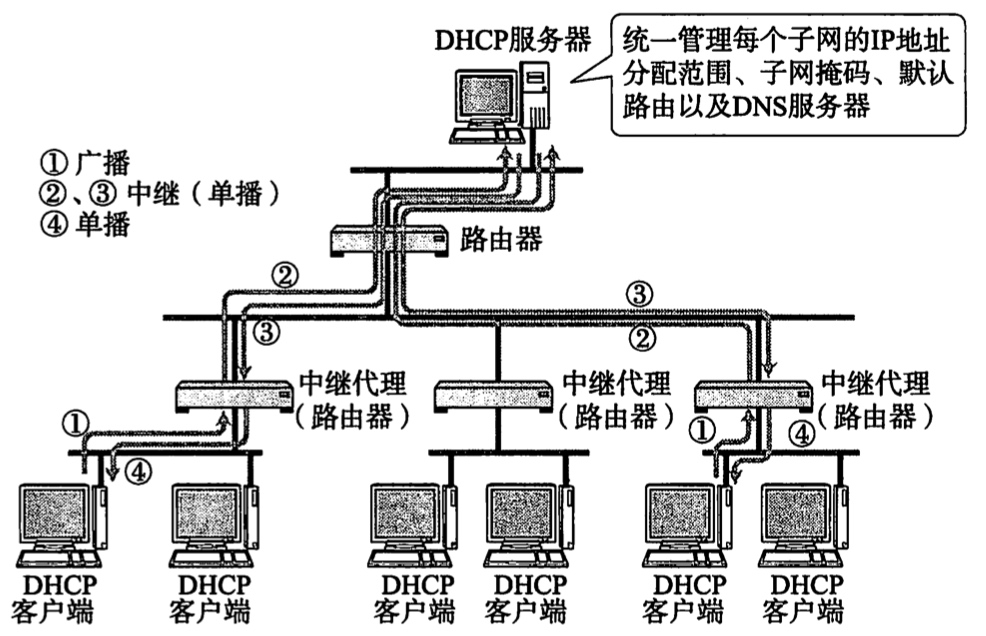 DHCP服务器
统一管理每个子网的IP地址
分配范围、子网掩码、默认
路由以及DNS服务器
① 广播
②、③ 中继（单播）
④ 单播
路由器
②
③
③
②
中继代理
（路由器）
中继代理
（路由器）
中继代理
（路由器）
①
④
①
④
DHCP
客户端
DHCP
客户端
DHCP
客户端
DHCP
客户端
DHCP
客户端
DHCP
客户端